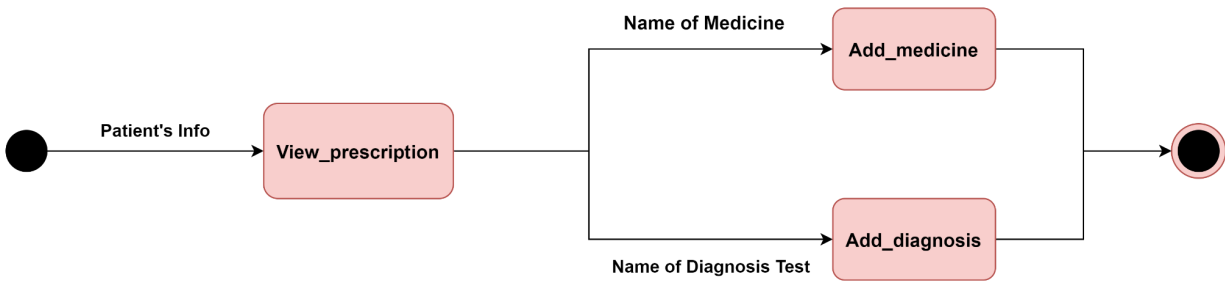 Name of Medicine
Add_medicine
Patient's Info
View_prescription
Add_diagnosis
Name of Diagnosis Test